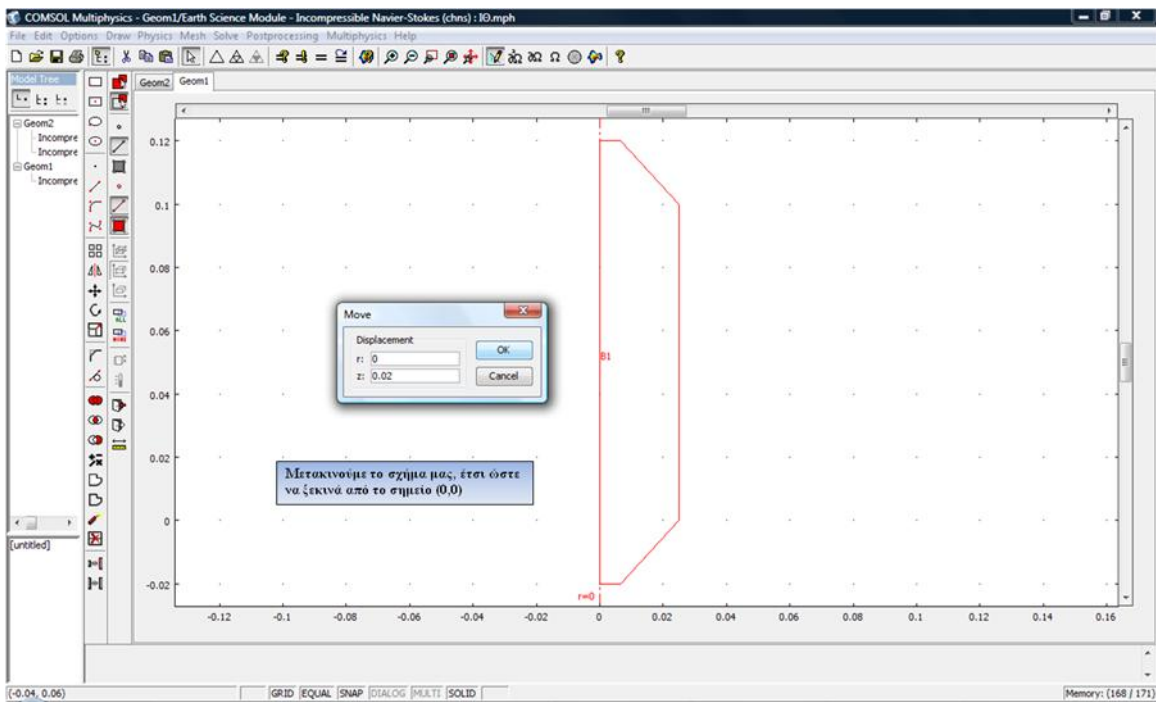 COMSOL Multiphysics - Geom1/Earth Science Module - Incompressible Navier-Stokes (chns) : ΙΘ.mph
File Edit Options Draw Physics Mesh Solve Postprocessing Multiphysics Help
Model Tree
Geom2 Geom1
Geom2
Incompre
Incompre
Geom1
Incompre
[untitled]
0.12
0.1
0.08
0.06
0.04
0.02
0
-0.02
Move
Displacement
r: 0
z: 0.02
OK
Cancel
B1
Μετακινούμε το σχήμα μας, έτσι ώστε
να ξεκινά από το σημείο (0,0)
r=0
-0.12 -0.1 -0.08 -0.06 -0.04 -0.02 0 0.02 0.04 0.06 0.08 0.1 0.12 0.14 0.16
(-0.04, 0.06)
GRID EQUAL SNAP DIALOG MULTI SOLID
Memory: (168 / 171)